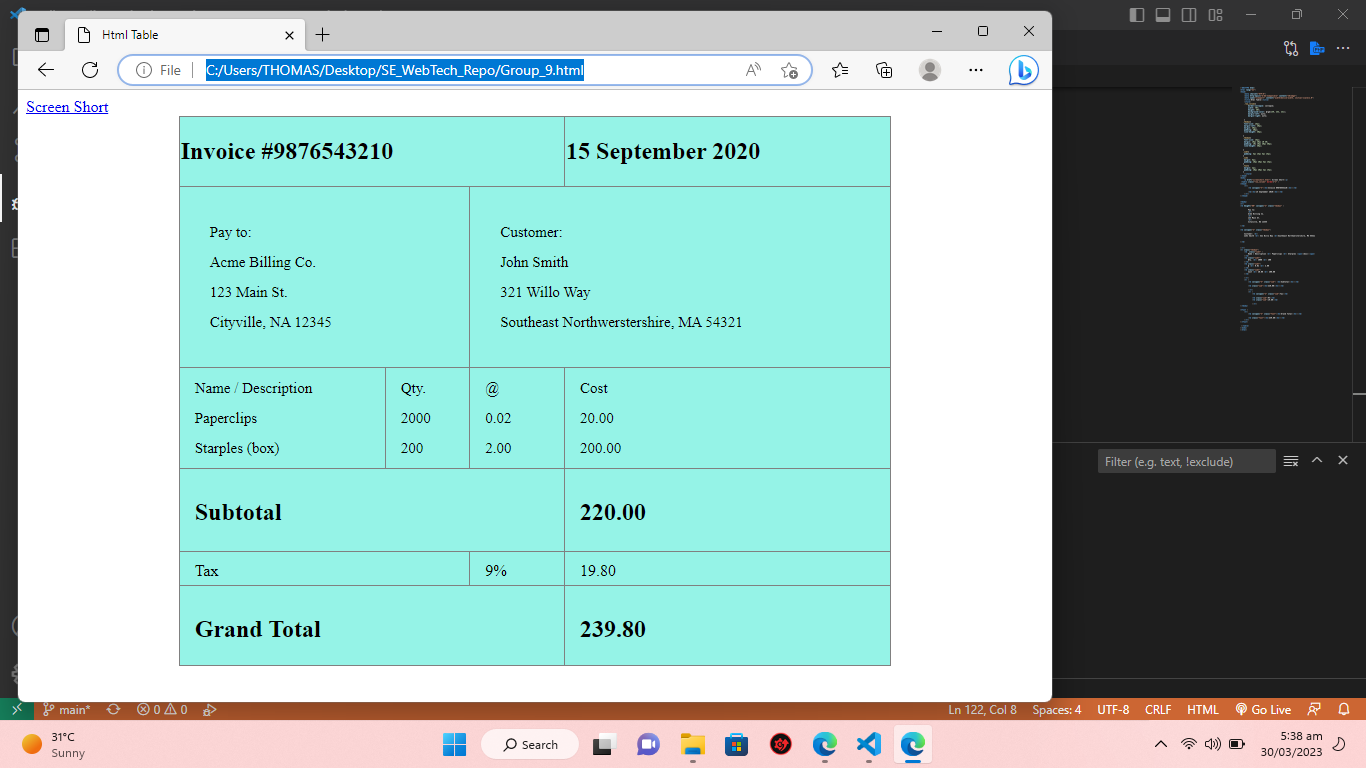 Html Table
File
C:/Users/THOMAS/Desktop/SE_WebTech_Repo/Group_9.html
Screen Short
Invoice #9876543210 15 September 2020
Pay to: Customer:
Acme Billing Co. John Smith
123 Main St. 321 Willo Way
Cityville, NA 12345 Southeast Northwerstershire, MA 54321
Name / Description Qty. @ Cost
Paperclips 2000 0.02 20.00
Starples (box) 200 2.00 200.00
Subtotal 220.00
Tax 9% 19.80
Grand Total 239.80
Filter (e.g. text, !exclude)
main* 0 0 Ln 122, Col 8 Spaces: 4 UTF-8 CRLF HTML Go Live
31°C
Sunny
Search
5:38 am
30/03/2023